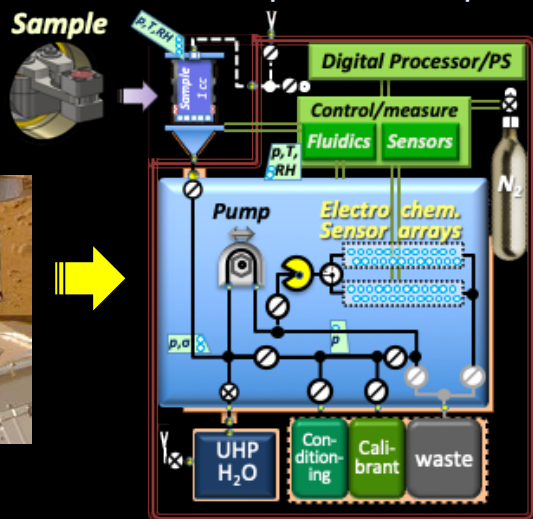 Sample
p,T,RH
Sample
1 cc
Digital Processor/PS
Control/measure
Fluidics
Sensors
p,T,
RH
N2
Pump
Electrochem.
Sensor arrays
p,σ
p
UHP
H2O
Con-
dition-
ing
Cali-
brant
waste